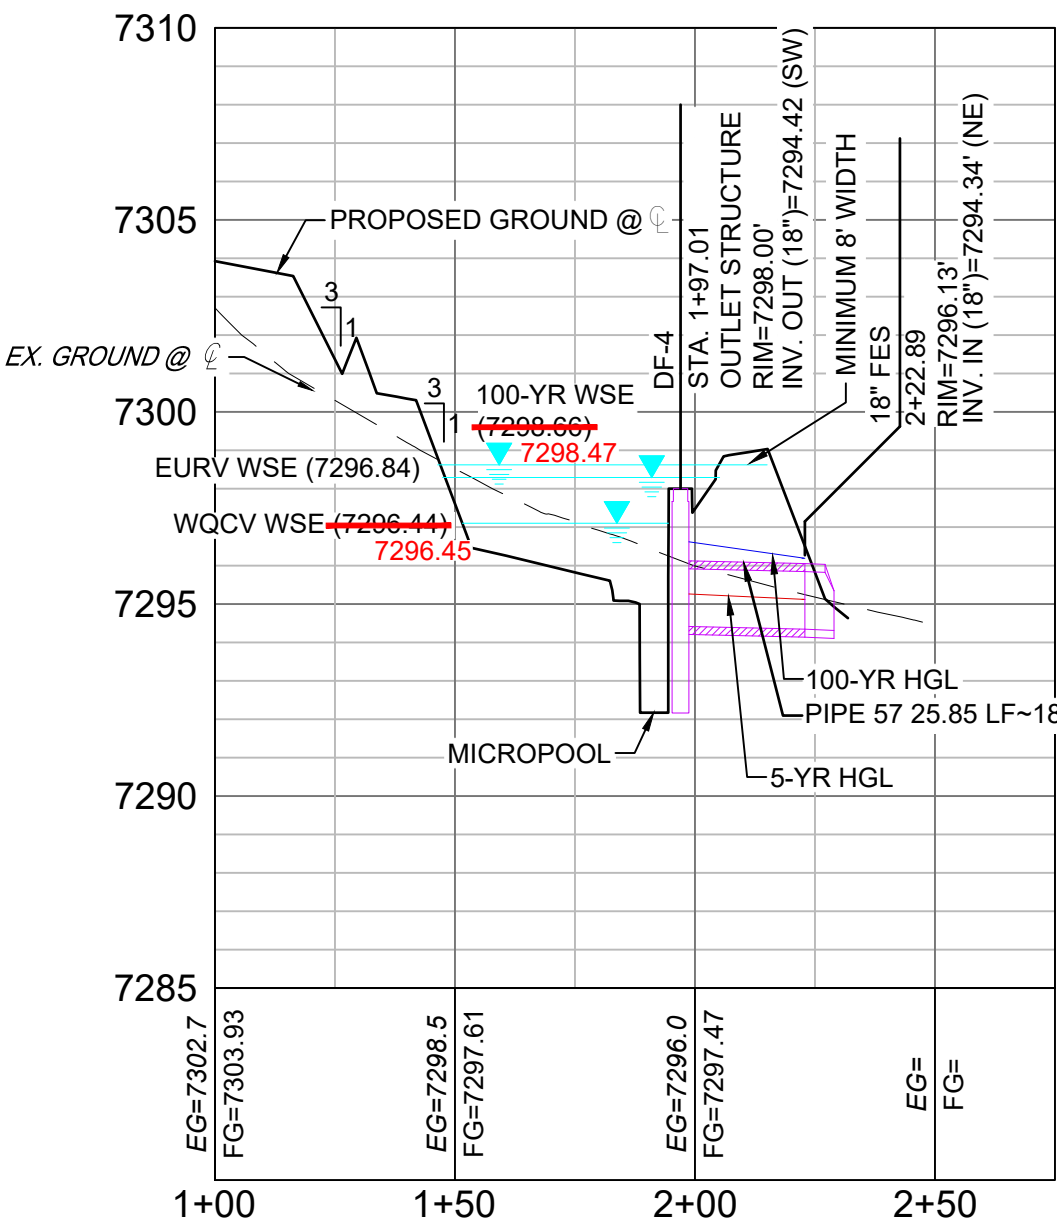 7310
7305
7300
7295
7290
7285
PROPOSED GROUND @ ℄
3
1
EX. GROUND @ ℄
3
1
100-YR WSE
(7298.66)
7298.47
EURV WSE (7296.84)
WQCV WSE (7296.44)
7296.45
DF-4
STA. 1+97.01
OUTLET STRUCTURE
RIM=7298.00'
INV. OUT (18")=7294.42 (SW)
MINIMUM 8' WIDTH
18" FES
2+22.89
RIM=7296.13'
INV. IN (18")=7294.34' (NE)
100-YR HGL
PIPE 57 25.85 LF~18
MICROPOOL
5-YR HGL
EG=7302.7
FG=7303.93
EG=7298.5
FG=7297.61
EG=7296.0
FG=7297.47
EG=
FG=
1+00
1+50
2+00
2+50